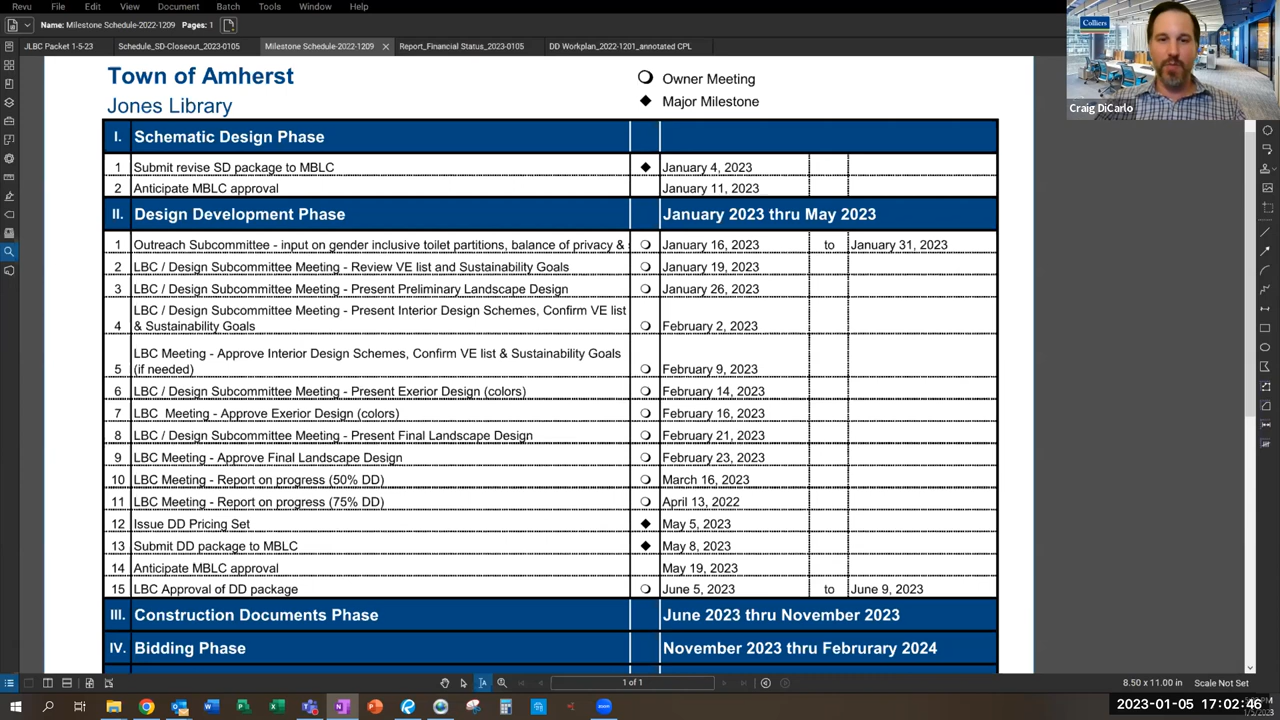 Revu File Edit View Document Batch Tools Window Help
Name: Milestone Schedule-2022-1209 Pages: 1
JLBC Packet 1-5-23 Schedule_SD-Closeout_2023-0105 Milestone Schedule-2022-1209 Report_Financial Status_2023-0105 DD Workplan_2022-1201_annotated CPL
Colliers
Craig DiCarlo
Town of Amherst
Owner Meeting
Jones Library
Major Milestone
I. Schematic Design Phase
1 Submit revise SD package to MBLC January 4, 2023
2 Anticipate MBLC approval January 11, 2023
II. Design Development Phase January 2023 thru May 2023
1 Outreach Subcommittee - input on gender inclusive toilet partitions, balance of privacy & January 16, 2023 to January 31, 2023
2 LBC / Design Subcommittee Meeting - Review VE list and Sustainability Goals January 19, 2023
3 LBC / Design Subcommittee Meeting - Present Preliminary Landscape Design January 26, 2023
LBC / Design Subcommittee Meeting - Present Interior Design Schemes, Confirm VE list
4 & Sustainability Goals February 2, 2023
LBC Meeting - Approve Interior Design Schemes, Confirm VE list & Sustainability Goals
5 (if needed) February 9, 2023
6 LBC / Design Subcommittee Meeting - Present Exerior Design (colors) February 14, 2023
7 LBC Meeting - Approve Exerior Design (colors) February 16, 2023
8 LBC / Design Subcommittee Meeting - Present Final Landscape Design February 21, 2023
9 LBC Meeting - Approve Final Landscape Design February 23, 2023
10 LBC Meeting - Report on progress (50% DD) March 16, 2023
11 LBC Meeting - Report on progress (75% DD) April 13, 2022
12 Issue DD Pricing Set May 5, 2023
13 Submit DD package to MBLC May 8, 2023
14 Anticipate MBLC approval May 19, 2023
15 LBC Approval of DD package June 5, 2023 to June 9, 2023
III. Construction Documents Phase June 2023 thru November 2023
IV. Bidding Phase November 2023 thru Februrary 2024
1 of 1
8.50 x 11.00 in Scale Not Set
2023-01-05 17:02:46